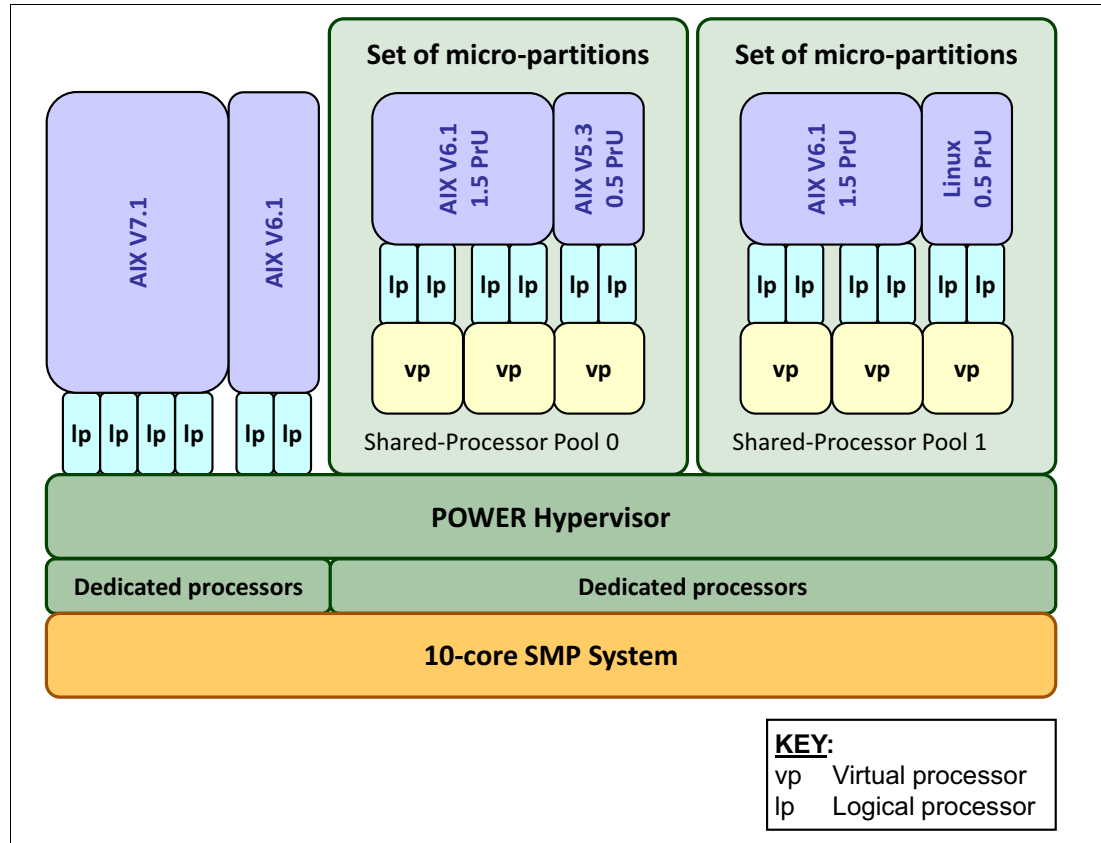 Set of micro-partitions
Set of micro-partitions
AIX V7.1
AIX V6.1
AIX V6.1
1.5 PrU
AIX V5.3
0.5 PrU
AIX V6.1
1.5 PrU
Linux
0.5 PrU
lp lp lp lp lp lp
lp lp lp lp lp lp
vp vp vp
vp vp vp
lp lp lp lp lp lp
Shared-Processor Pool 0
Shared-Processor Pool 1
POWER Hypervisor
Dedicated processors
Dedicated processors
10-core SMP System
KEY:
vp Virtual processor
lp Logical processor